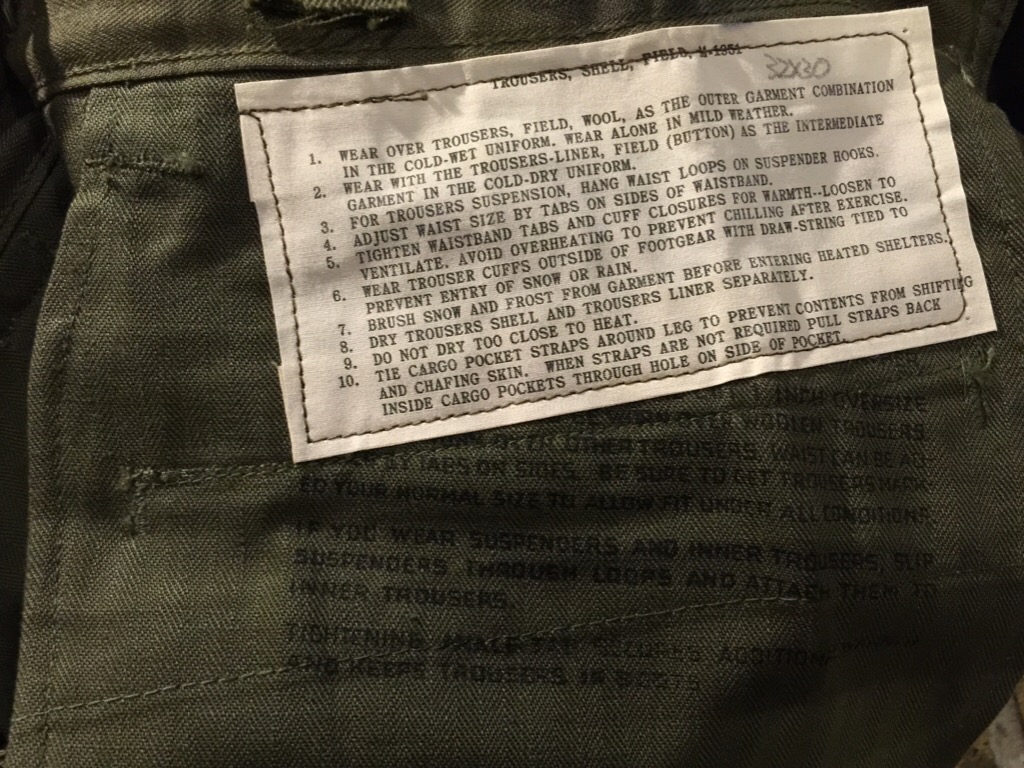 TROUSERS, SHELL, FIELD, M-1951
32X30
1. WEAR OVER TROUSERS, FIELD, WOOL, AS THE OUTER GARMENT COMBINATION
IN THE COLD-WET UNIFORM. WEAR ALONE IN MILD WEATHER.
2. WEAR WITH THE TROUSERS-LINER, FIELD (BUTTON) AS THE INTERMEDIATE
GARMENT IN THE COLD-DRY UNIFORM.
3. FOR TROUSERS SUSPENSION, HANG WAIST LOOPS ON SUSPENDER HOOKS.
4. ADJUST WAIST SIZE BY TABS ON SIDES OF WAISTBAND.
5. TIGHTEN WAISTBAND TABS AND CUFF CLOSURES FOR WARMTH--LOOSEN TO
VENTILATE. AVOID OVERHEATING TO PREVENT CHILLING AFTER EXERCISE.
6. WEAR TROUSER CUFFS OUTSIDE OF FOOTGEAR WITH DRAW-STRING TIED TO
PREVENT ENTRY OF SNOW OR RAIN.
7. BRUSH SNOW AND FROST FROM GARMENT BEFORE ENTERING HEATED SHELTERS.
8. DRY TROUSERS SHELL AND TROUSERS LINER SEPARATELY.
9. DO NOT DRY TOO CLOSE TO HEAT.
10. TIE CARGO POCKET STRAPS AROUND LEG TO PREVENT CONTENTS FROM SHIFTING
AND CHAFING SKIN. WHEN STRAPS ARE NOT REQUIRED PULL STRAPS BACK
INSIDE CARGO POCKETS THROUGH HOLE ON SIDE OF POCKET.
INCH OVERSIZE
OVER WOOLEN TROUSERS
OTHER TROUSERS, WAIST CAN BE AD-
BY TABS ON SIDES. BE SURE TO GET TROUSERS MARK-
ED YOUR NORMAL SIZE TO ALLOW FIT UNDER ALL CONDITIONS.
IF YOU WEAR SUSPENDERS AND INNER TROUSERS, SLIP
SUSPENDERS THROUGH LOOPS AND ATTACH THEM TO
INNER TROUSERS.
TIGHTENING ANKLE TIE SECURES ADDITIONAL
AND KEEPS TROUSERS IN BOOTS